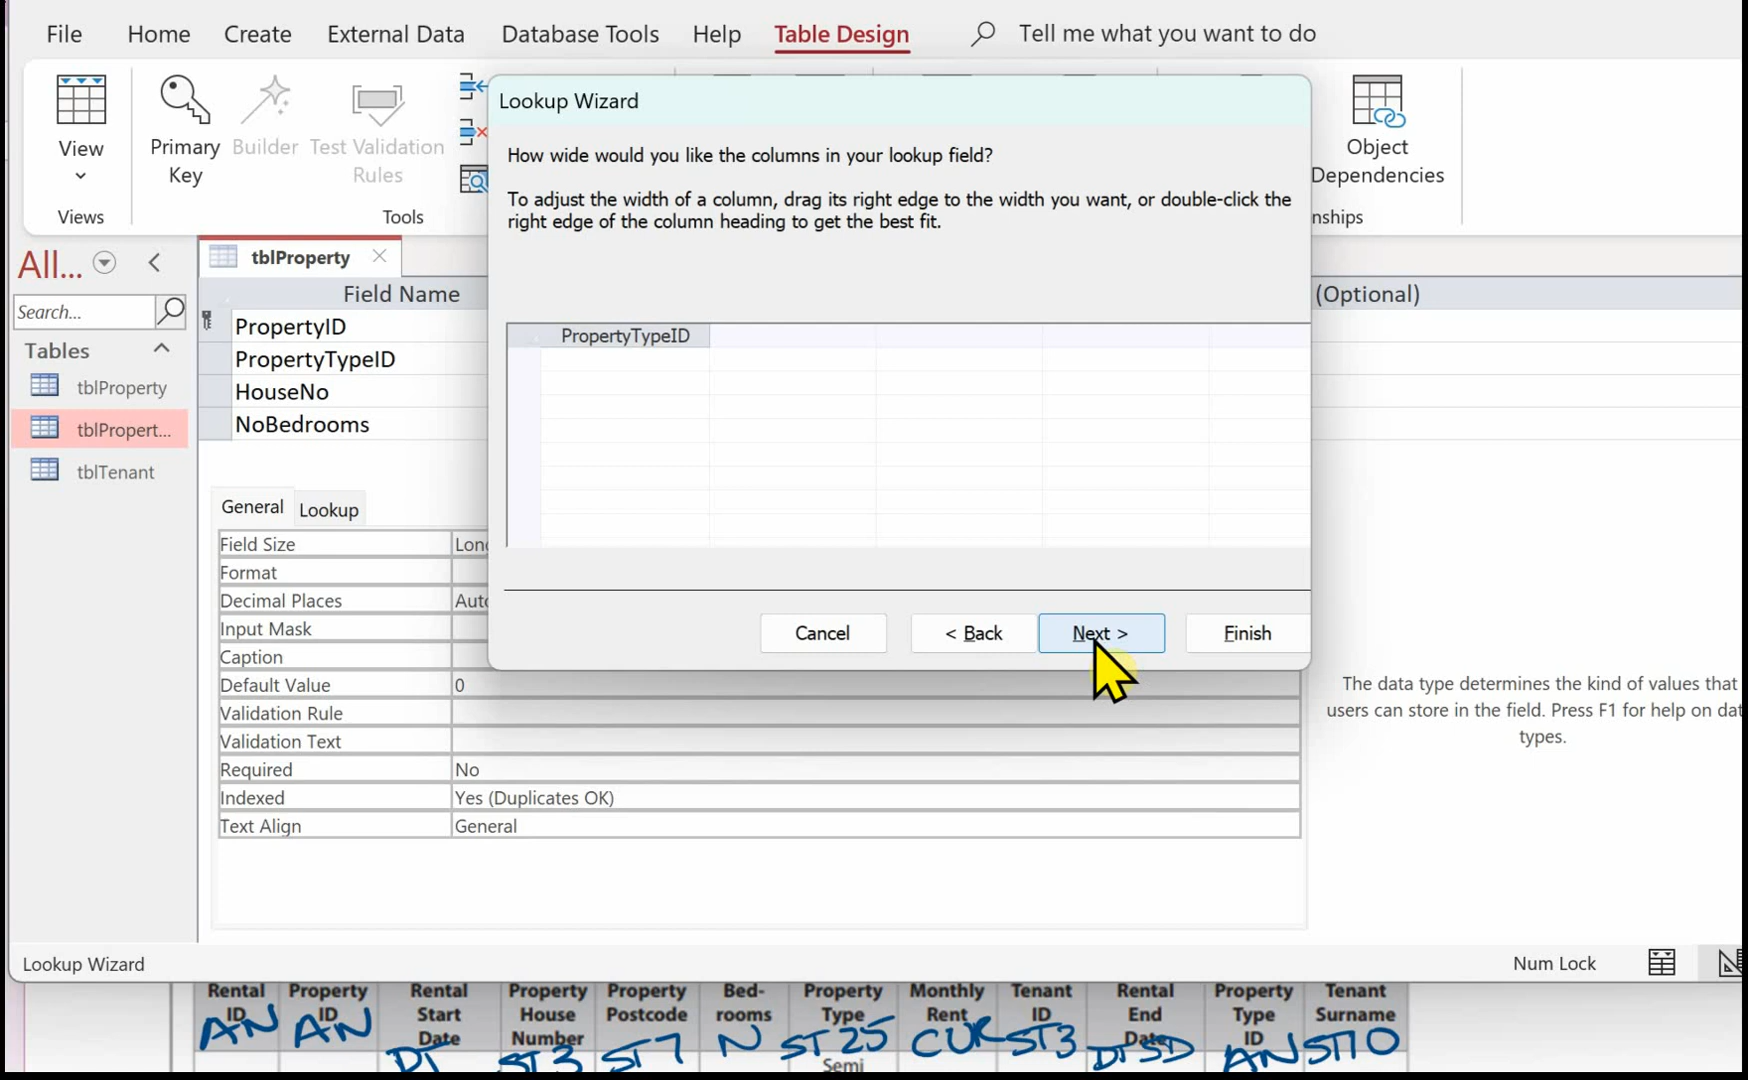 File Home Create External Data Database Tools Help Table Design Tell me what you want to do
View
Primary
Key
Builder
Test Validation
Rules
Object
Dependencies
Views
Tools
nships
Lookup Wizard
How wide would you like the columns in your lookup field?
To adjust the width of a column, drag its right edge to the width you want, or double-click the
right edge of the column heading to get the best fit.
PropertyTypeID
Cancel
< Back
Next >
Finish
All...
Search...
Tables
tblProperty
tblPropert...
tblTenant
tblProperty
Field Name
(Optional)
PropertyID
PropertyTypeID
HouseNo
NoBedrooms
General
Lookup
Field Size Long
Format
Decimal Places Auto
Input Mask
Caption
Default Value 0
Validation Rule
Validation Text
Required No
Indexed Yes (Duplicates OK)
Text Align General
The data type determines the kind of values that
users can store in the field. Press F1 for help on dat
types.
Lookup Wizard
Num Lock
Rental
ID
AN
Property
ID
AN
Rental
Start
Date
DT
Property
House
Number
ST3
Property
Postcode
ST7
Bed-
rooms
N
Property
Type
ST25
Semi
Monthly
Rent
CUR
Tenant
ID
ST3
Rental
End
Date
DTSD
Property
Type
ID
AN
Tenant
Surname
ST10